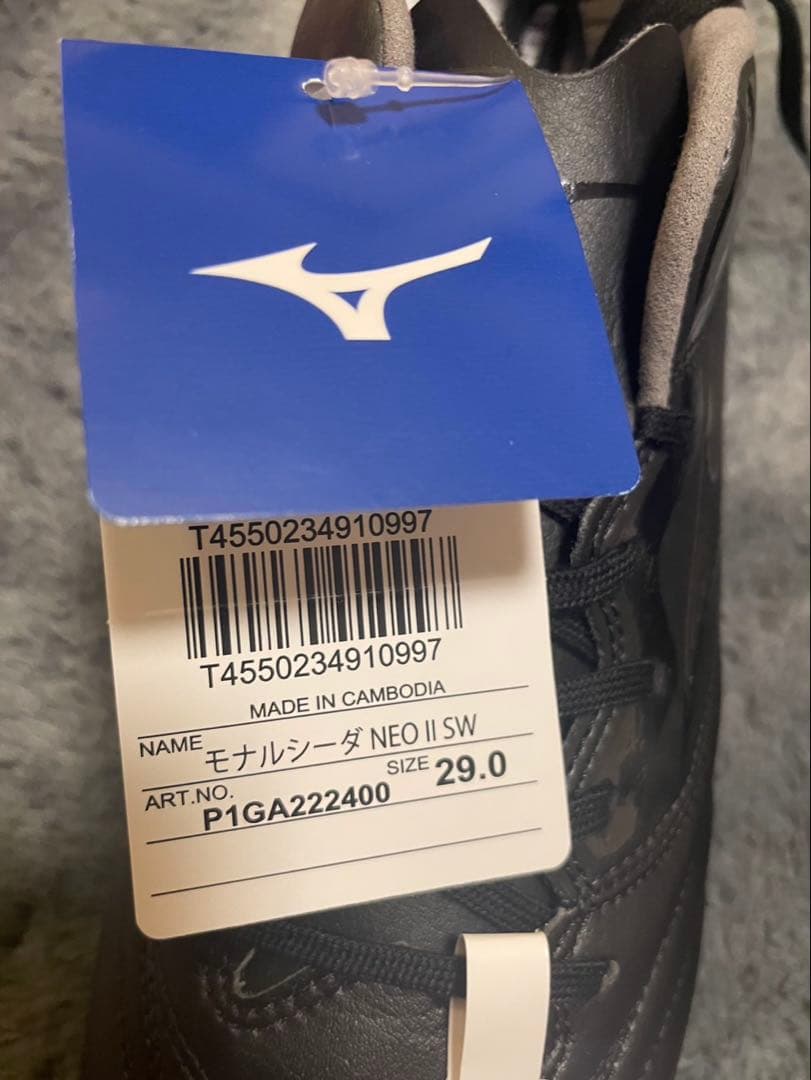 T4550234910997
T4550234910997
MADE IN CAMBODIA
NAME モナルシーダ NEO II SW
SIZE 29.0
ART.NO. P1GA222400